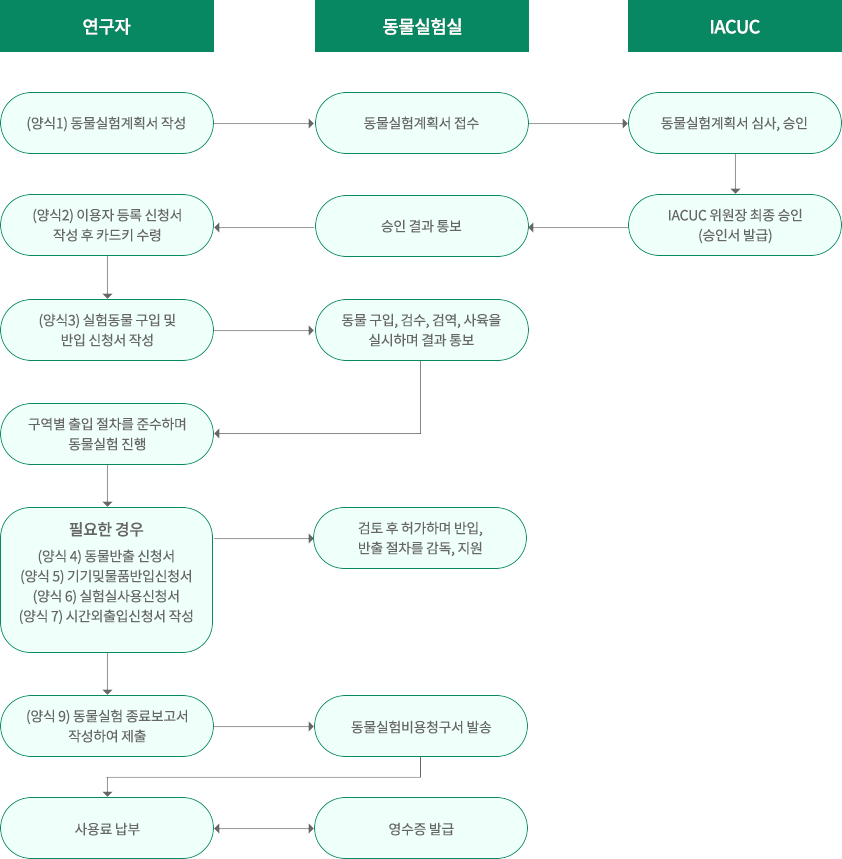 연구자
동물실험실
IACUC
(양식1) 동물실험계획서 작성
동물실험계획서 접수
동물실험계획서 심사, 승인
(양식2) 이용자 등록 신청서
작성 후 카드키 수령
승인 결과 통보
IACUC 위원장 최종 승인
(승인서 발급)
(양식3) 실험동물 구입 및
반입 신청서 작성
동물 구입, 검수, 검역, 사육을
실시하며 결과 통보
구역별 출입 절차를 준수하며
동물실험 진행
필요한 경우
(양식 4) 동물반출 신청서
(양식 5) 기기및물품반입신청서
(양식 6) 실험실사용신청서
(양식 7) 시간외출입신청서 작성
검토 후 허가하며 반입,
반출 절차를 감독, 지원
(양식 9) 동물실험 종료보고서
작성하여 제출
동물실험비용청구서 발송
사용료 납부
영수증 발급